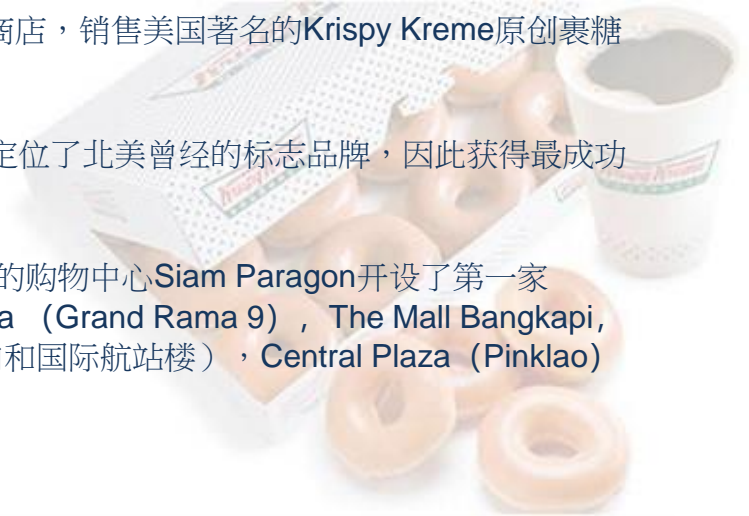 商店，销售美国著名的Krispy Kreme原创裹糖
定位了北美曾经的标志品牌，因此获得最成功
的购物中心Siam Paragon开设了第一家
a （Grand Rama 9），The Mall Bangkapi，
和国际航站楼），Central Plaza（Pinklao）